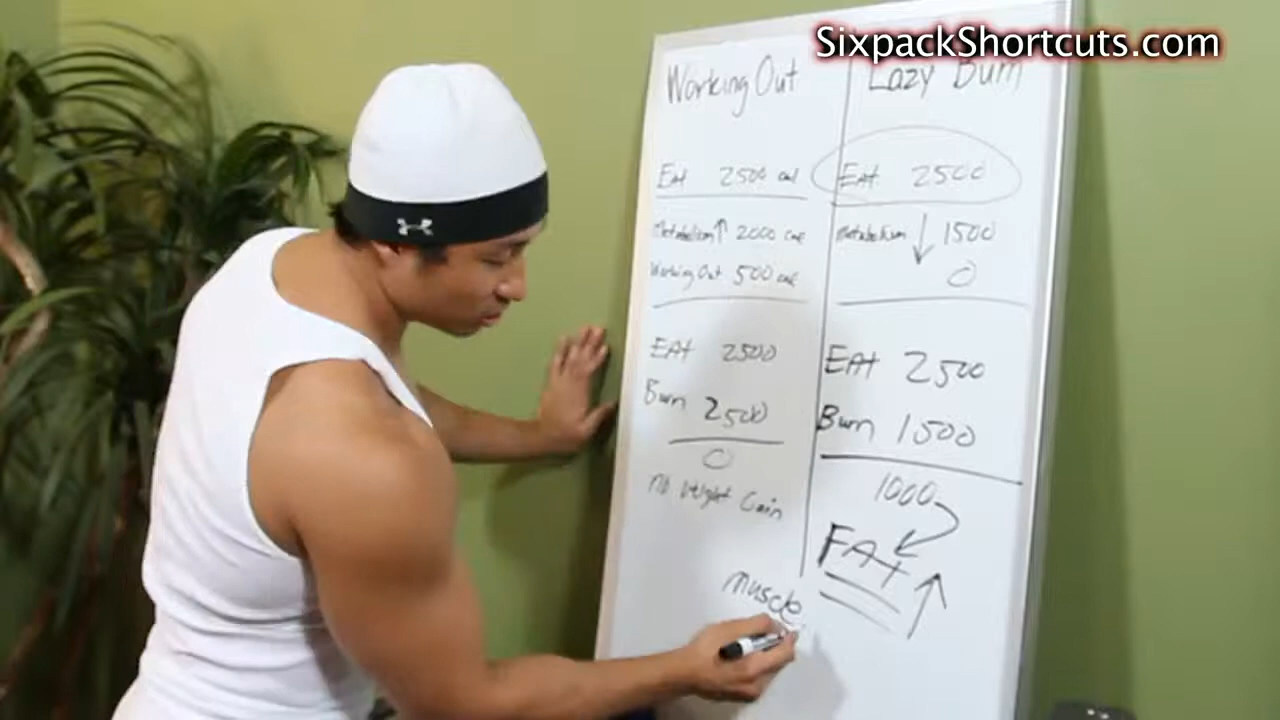 SixpackShortcuts.com
Working Out
Eat 2500 cal
Metabolism↑ 2000 cal
Working Out 500 cal
EAt 2500
Burn 2500
0
no weight Gain
Lazy Bum
EAt 2500
Metabolism ↓ 1500
0
EAt 2500
Burn 1500
1000
FAt ↑
muscle